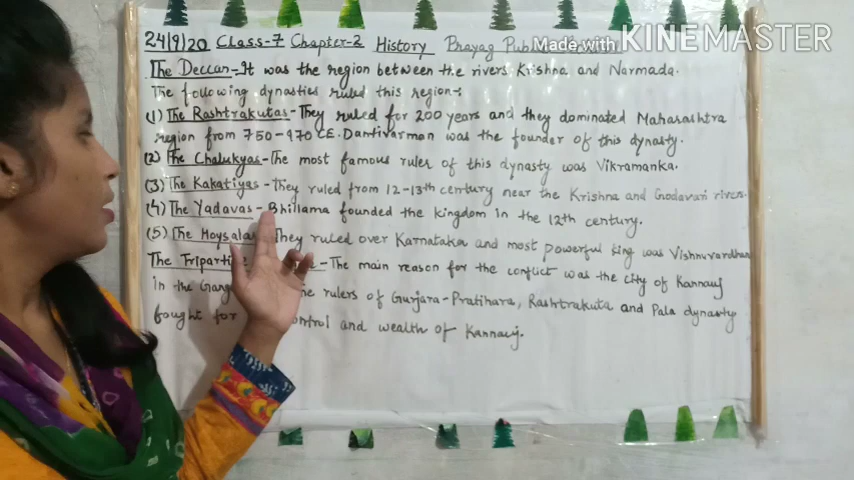 24/9/20 Class-7 Chapter-2 History Prayag Pub
Made with KINEMASTER
The Deccan - It was the region between the rivers Krishna and Narmada.
The following dynasties ruled this region:-
(1) The Rashtrakutas - They ruled for 200 years and they dominated Maharashtra
region from 750-970 CE. Dantivarman was the founder of this dynasty.
(2) The Chalukyas - The most famous ruler of this dynasty was Vikramanka.
(3) The Kakatiyas - They ruled from 12-13th century near the Krishna and Godavari river.
(4) The Yadavas - Bhillama founded the kingdom in the 12th century.
(5) The Hoysalas They ruled over Karnataka and most powerful king was Vishnuvardhan
The Tripartite - The main reason for the conflict was the city of Kannauj
in the Gang rulers of Gurjara-Pratihara, Rashtrakuta and Pala dynasty
fought for control and wealth of Kannauj.